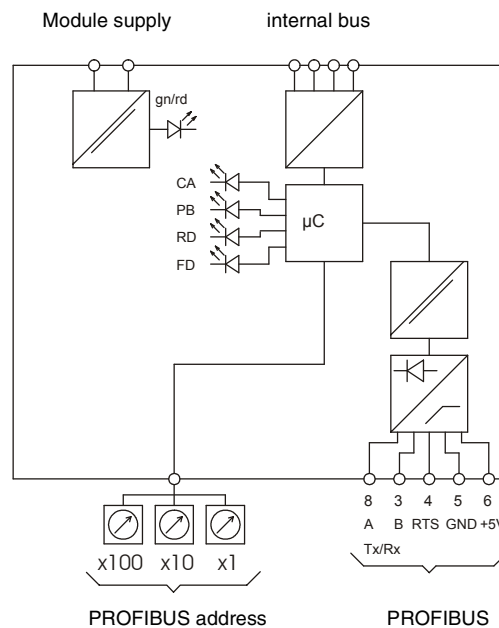 Module supply internal bus
gn/rd
CA
PB
RD
FD
µC
8 3 4 5 6
A B RTS GND +5V
Tx/Rx
x100 x10 x1
PROFIBUS address PROFIBUS